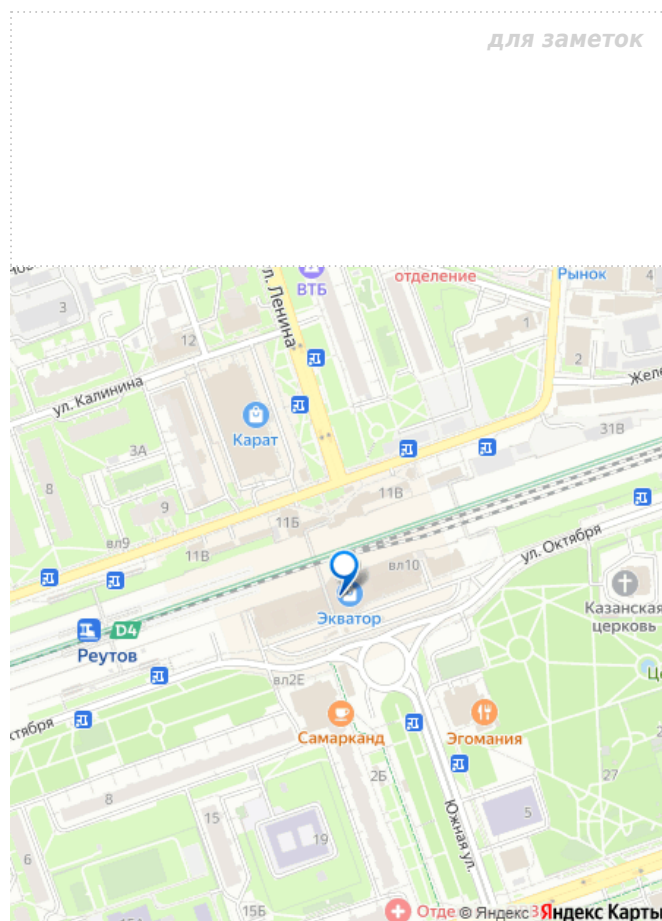 для заметок
ВТБ
отделение
Рынок
4
3
ул. Ленина
12
1
2
ул. Калинина
Желе
Карат
31В
3А
8
9
11Б
11В
вл9
11В
ул. Октября
вл10
Экватор
Казанская
церковь
D4
Реутов
вл2Е
Самарканд
Эгомания
2Б
27
8
15
19
5
Южная ул.
6
15Б
15А
Отде
© Яндекс Яндекс Карты